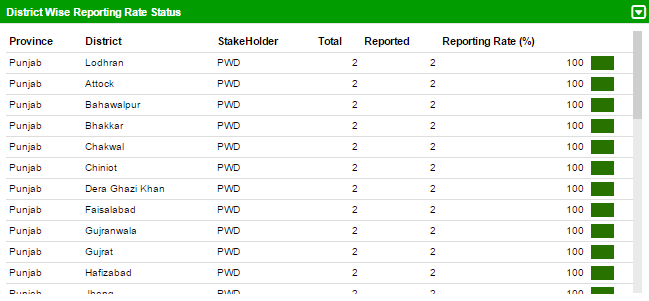 District Wise Reporting Rate Status
Province District StakeHolder Total Reported Reporting Rate (%)
Punjab Lodhran PWD 2 2 100
Punjab Attock PWD 2 2 100
Punjab Bahawalpur PWD 2 2 100
Punjab Bhakkar PWD 2 2 100
Punjab Chakwal PWD 2 2 100
Punjab Chiniot PWD 2 2 100
Punjab Dera Ghazi Khan PWD 2 2 100
Punjab Faisalabad PWD 2 2 100
Punjab Gujranwala PWD 2 2 100
Punjab Gujrat PWD 2 2 100
Punjab Hafizabad PWD 2 2 100
Punjab Jhang PWD 2 2 100